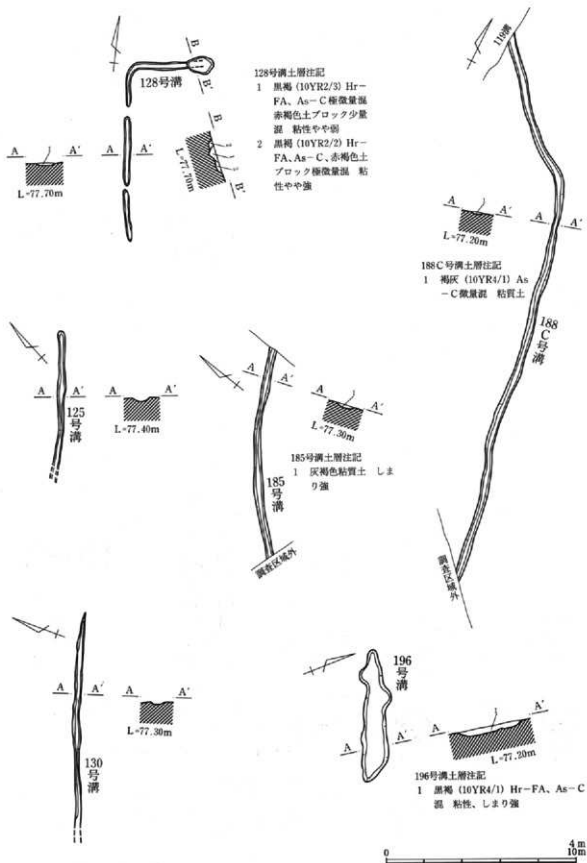 128号溝
B
B'
A A'
L=77.70m
B
1
2
1
B'
L=77.70m
128号溝土層注記
1 黒褐 (10YR2/3) Hr-
FA、As-C極微量混
赤褐色土ブロック少量
混 粘性やや弱
2 黒褐 (10YR2/2) Hr-
FA、As-C、赤褐色土
ブロック極微量混 粘
性やや強
119溝
A A'
1
A A'
L=77.20m
188C号溝土層注記
1 褐灰 (10YR4/1) As
-C微量混 粘質土
188C号溝
調査区域外
A A'
125号溝
A A'
L=77.40m
A A'
185号溝
調査区域外
A A'
1
L=77.30m
185号溝土層注記
1 灰褐色粘質土 しま
り強
A A'
130号溝
A A'
L=77.30m
196号溝
A A'
A A'
1
L=77.20m
196号溝土層注記
1 黒褐 (10YR4/1) Hr-FA、As-C
混 粘性、しまり強
0 4m
10m